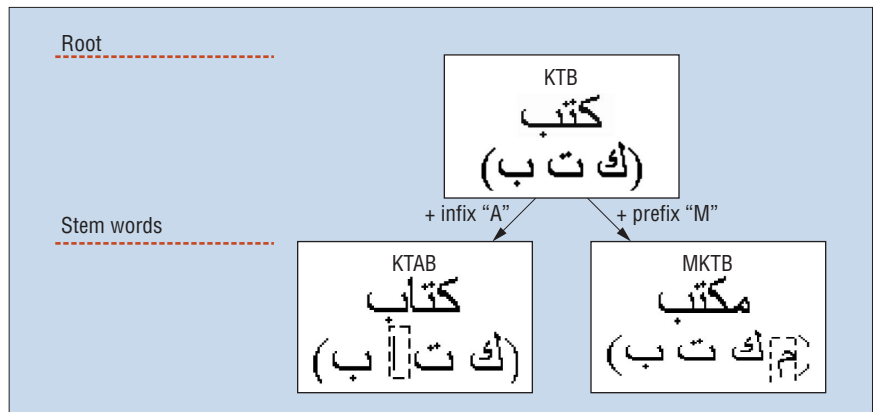 Root
KTB
كتب
(ك ت ب)
+ infix “A”
+ prefix “M”
Stem words
KTAB
كتاب
(ك ت ا ب)
MKTB
مكتب
(م ك ت ب)